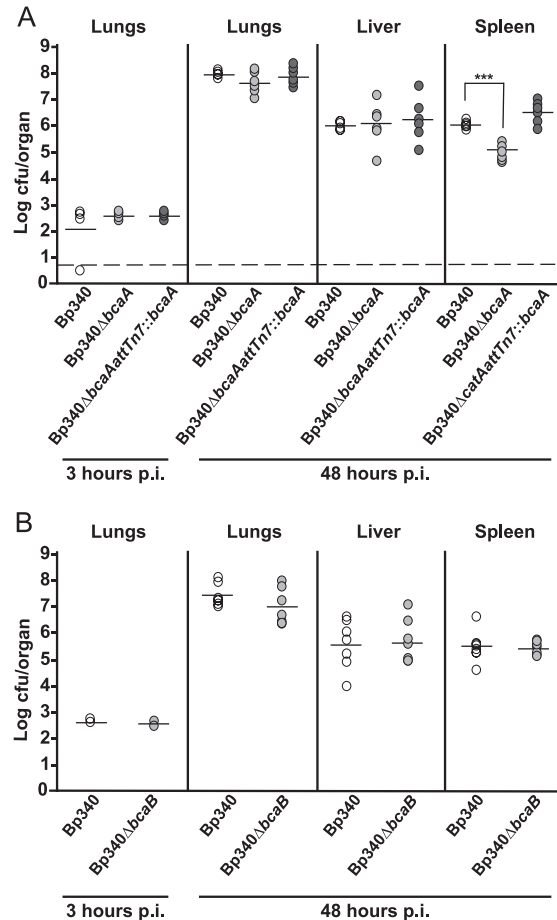 A
Lungs Lungs Liver Spleen
Log cfu/organ
9
8
7
6
5
4
3
2
1
0
***
Bp340
Bp340ΔbcaA
Bp340ΔbcaAattTn7::bcaA
Bp340
Bp340ΔbcaA
Bp340ΔbcaAattTn7::bcaA
Bp340
Bp340ΔbcaA
Bp340ΔbcaAattTn7::bcaA
Bp340
Bp340ΔbcaA
Bp340ΔcatAattTn7::bcaA
3 hours p.i. 48 hours p.i.
B
Lungs Lungs Liver Spleen
Log cfu/organ
9
8
7
6
5
4
3
2
1
0
Bp340
Bp340ΔbcaB
Bp340
Bp340ΔbcaB
Bp340
Bp340ΔbcaB
Bp340
Bp340ΔbcaB
3 hours p.i. 48 hours p.i.